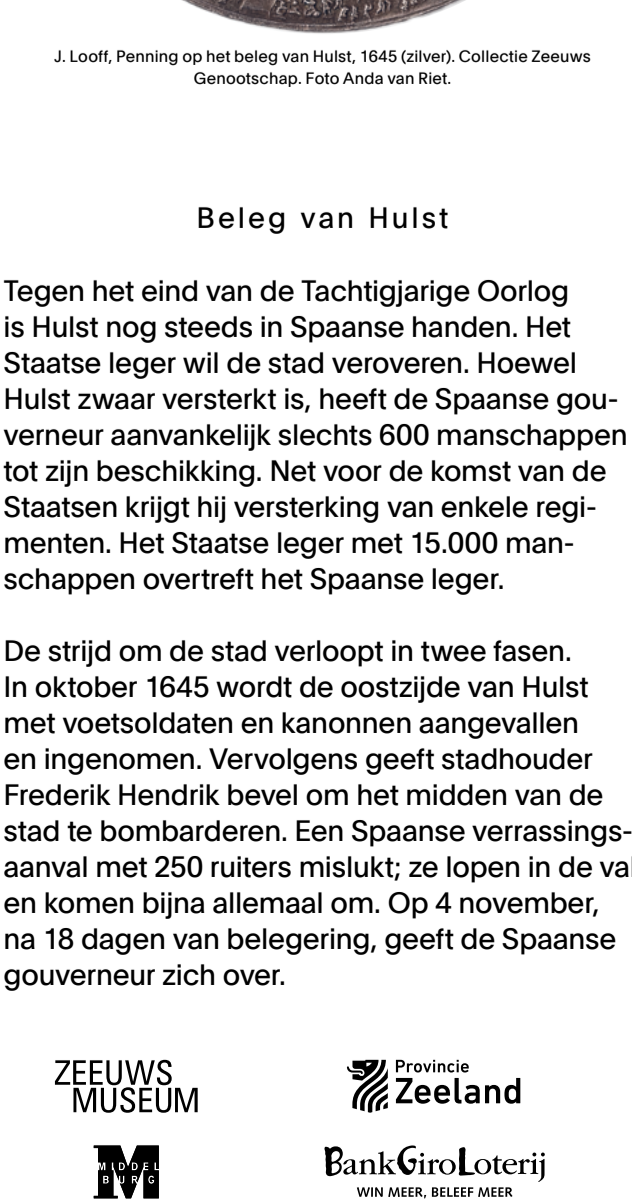 J. Looff, Penning op het beleg van Hulst, 1645 (zilver). Collectie Zeeuws
Genootschap. Foto Anda van Riet.
Beleg van Hulst
Tegen het eind van de Tachtigjarige Oorlog
is Hulst nog steeds in Spaanse handen. Het
Staatse leger wil de stad veroveren. Hoewel
Hulst zwaar versterkt is, heeft de Spaanse gou-
verneur aanvankelijk slechts 600 manschappen
tot zijn beschikking. Net voor de komst van de
Staatsen krijgt hij versterking van enkele regi-
menten. Het Staatse leger met 15.000 man-
schappen overtreft het Spaanse leger.
De strijd om de stad verloopt in twee fasen.
In oktober 1645 wordt de oostzijde van Hulst
met voetsoldaten en kanonnen aangevallen
en ingenomen. Vervolgens geeft stadhouder
Frederik Hendrik bevel om het midden van de
stad te bombarderen. Een Spaanse verrassings-
aanval met 250 ruiters mislukt; ze lopen in de val
en komen bijna allemaal om. Op 4 november,
na 18 dagen van belegering, geeft de Spaanse
gouverneur zich over.
ZEEUWS
MUSEUM
Provincie
Zeeland
M
MIDDEL
BURG
BankGiroLoterij
WIN MEER, BELEEF MEER